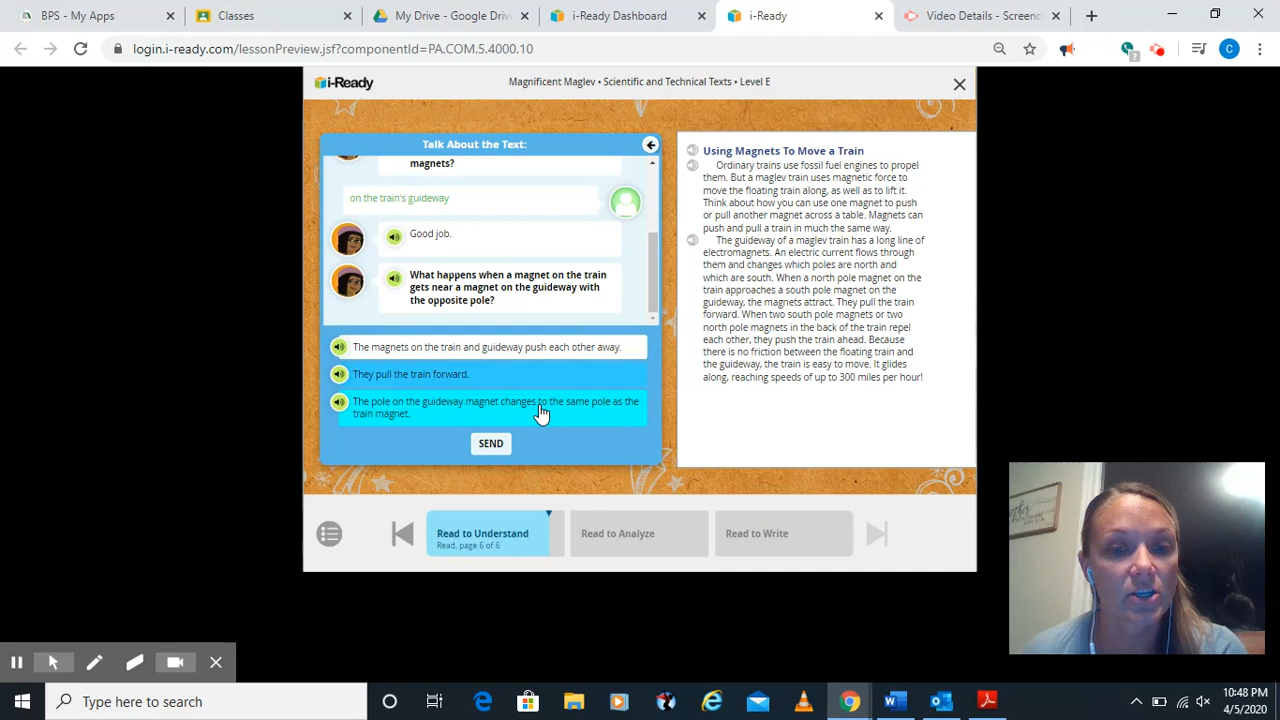 BPS - My Apps
Classes
My Drive - Google Drive
i-Ready Dashboard
i-Ready
Video Details - Screenc
login.i-ready.com/lessonPreview.jsf?componentId=PA.COM.5.4000.10
C
i-Ready
Magnificent Maglev • Scientific and Technical Texts • Level E
Talk About the Text:
magnets?
on the train's guideway
Good job.
What happens when a magnet on the train
gets near a magnet on the guideway with
the opposite pole?
The magnets on the train and guideway push each other away.
They pull the train forward.
The pole on the guideway magnet changes to the same pole as the
train magnet.
SEND
Using Magnets To Move a Train
Ordinary trains use fossil fuel engines to propel
them. But a maglev train uses magnetic force to
move the floating train along, as well as to lift it.
Think about how you can use one magnet to push
or pull another magnet across a table. Magnets can
push and pull a train in much the same way.
The guideway of a maglev train has a long line of
electromagnets. An electric current flows through
them and changes which poles are north and
which are south. When a north pole magnet on the
train approaches a south pole magnet on the
guideway, the magnets attract. They pull the train
forward. When two south pole magnets or two
north pole magnets in the back of the train repel
each other, they push the train ahead. Because
there is no friction between the floating train and
the guideway, the train is easy to move. It glides
along, reaching speeds of up to 300 miles per hour!
Read to Understand
Read, page 6 of 6
Read to Analyze
Read to Write
Type here to search
10:48 PM
4/5/2020